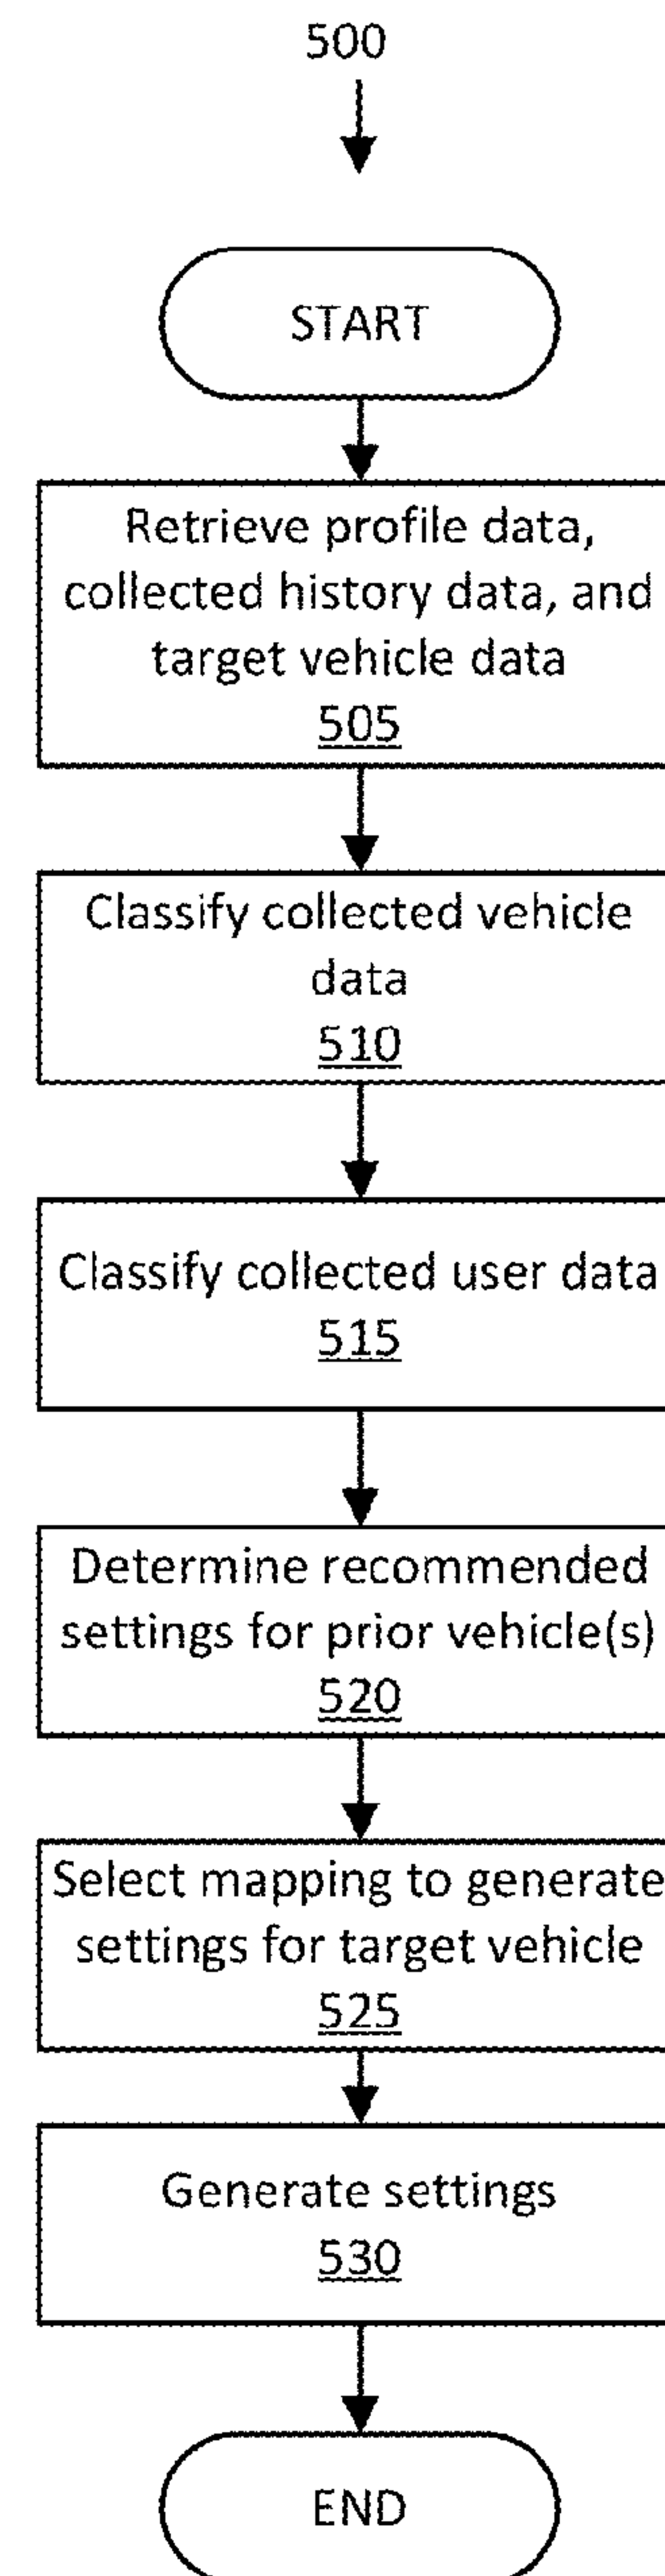 500
START
Retrieve profile data,
collected history data, and
target vehicle data
505
Classify collected vehicle
data
510
Classify collected user data
515
Determine recommended
settings for prior vehicle(s)
520
Select mapping to generate
settings for target vehicle
525
Generate settings
530
END